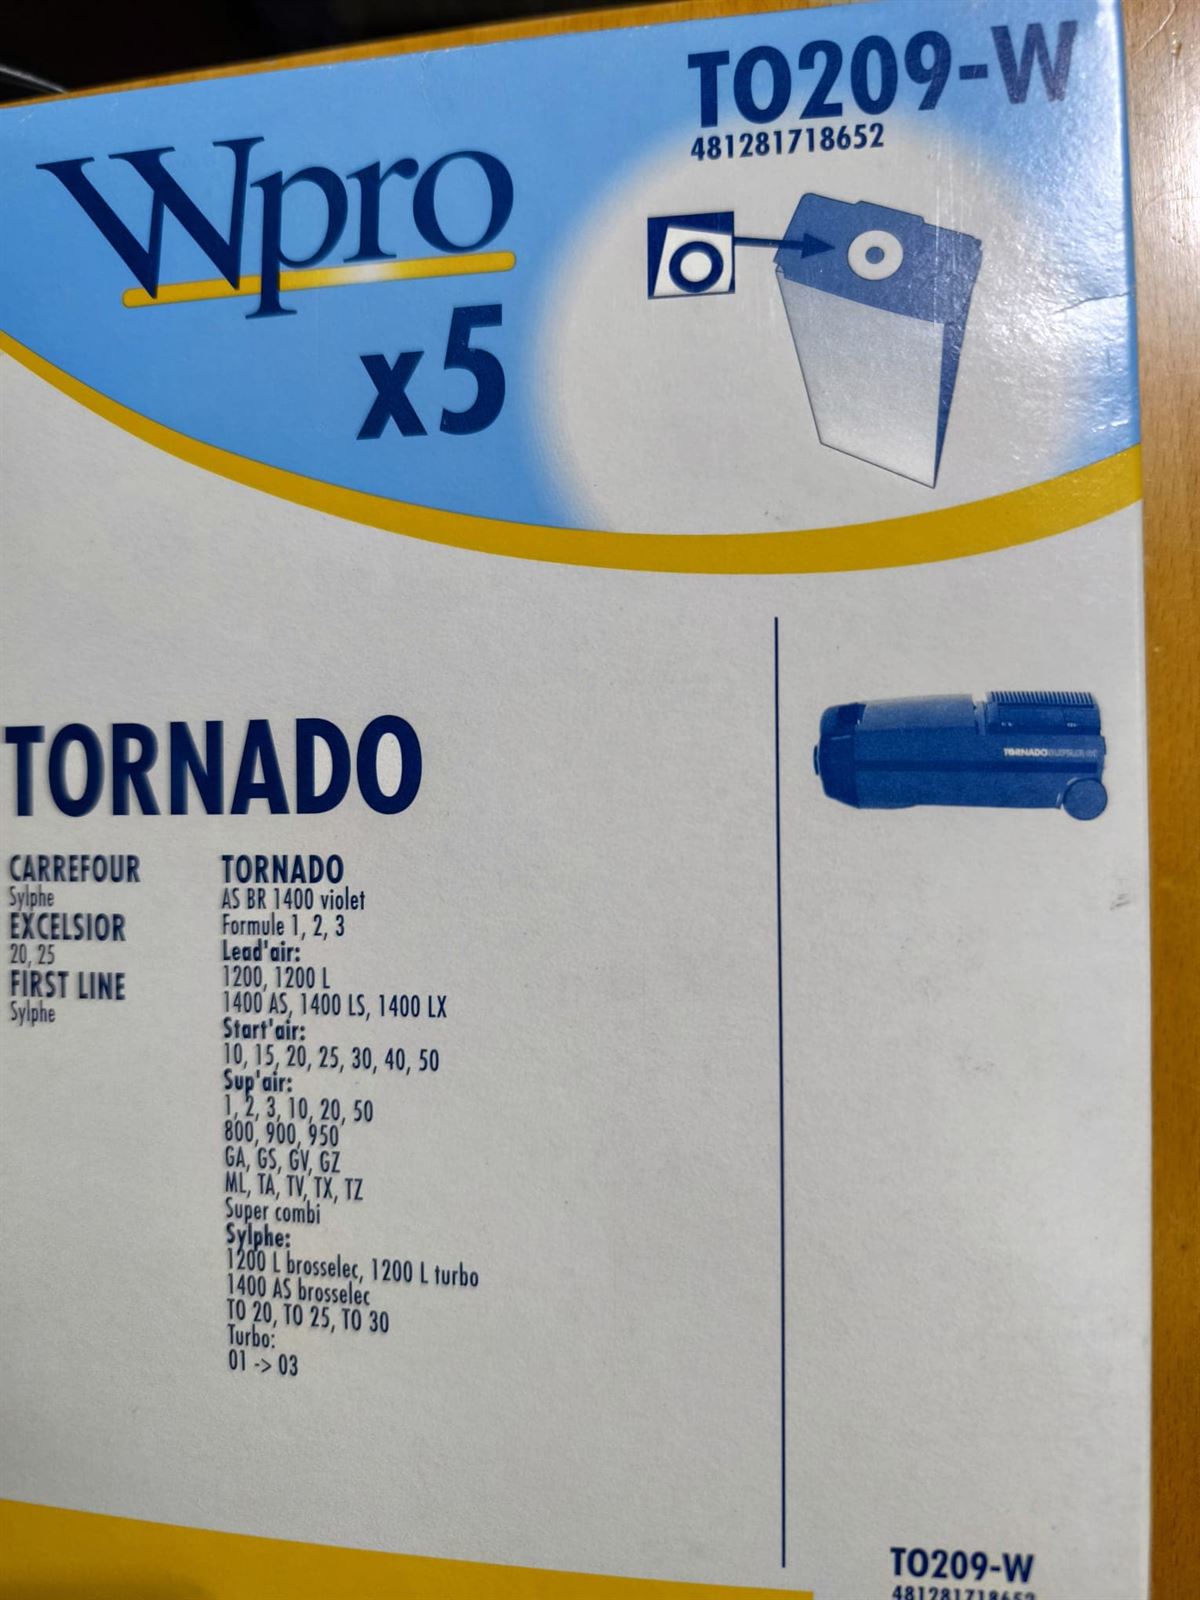 TO209-W
481281718652
Wpro
x5
TORNADO
CARREFOUR
Sylphe
EXCELSIOR
20, 25
FIRST LINE
Sylphe
TORNADO
AS BR 1400 violet
Formule 1, 2, 3
Lead'air:
1200, 1200 L
1400 AS, 1400 LS, 1400 LX
Start'air:
10, 15, 20, 25, 30, 40, 50
Sup'air:
1, 2, 3, 10, 20, 50
800, 900, 950
GA, GS, GV, GZ
ML, TA, TV, TX, TZ
Super combi
Sylphe:
1200 L brosselec, 1200 L turbo
1400 AS brosselec
TO 20, TO 25, TO 30
Turbo:
01 -> 03
TORNADO
TO209-W
481281718652